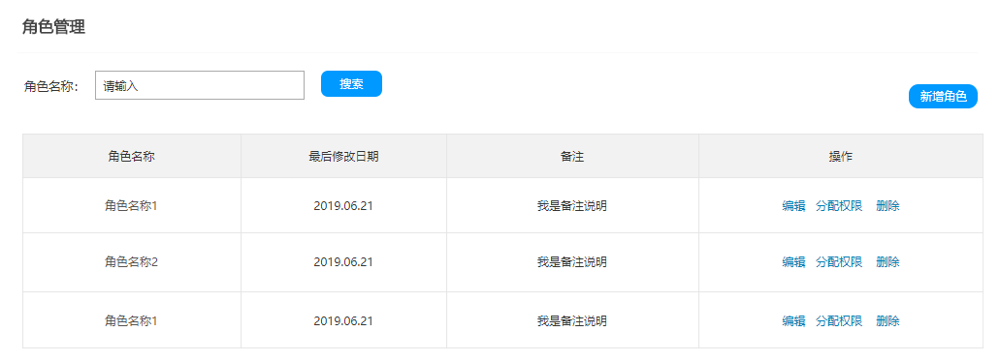 角色管理
角色名称： 请输入 搜索
新增角色
角色名称 最后修改日期 备注 操作
角色名称1 2019.06.21 我是备注说明 编辑 分配权限 删除
角色名称2 2019.06.21 我是备注说明 编辑 分配权限 删除
角色名称1 2019.06.21 我是备注说明 编辑 分配权限 删除